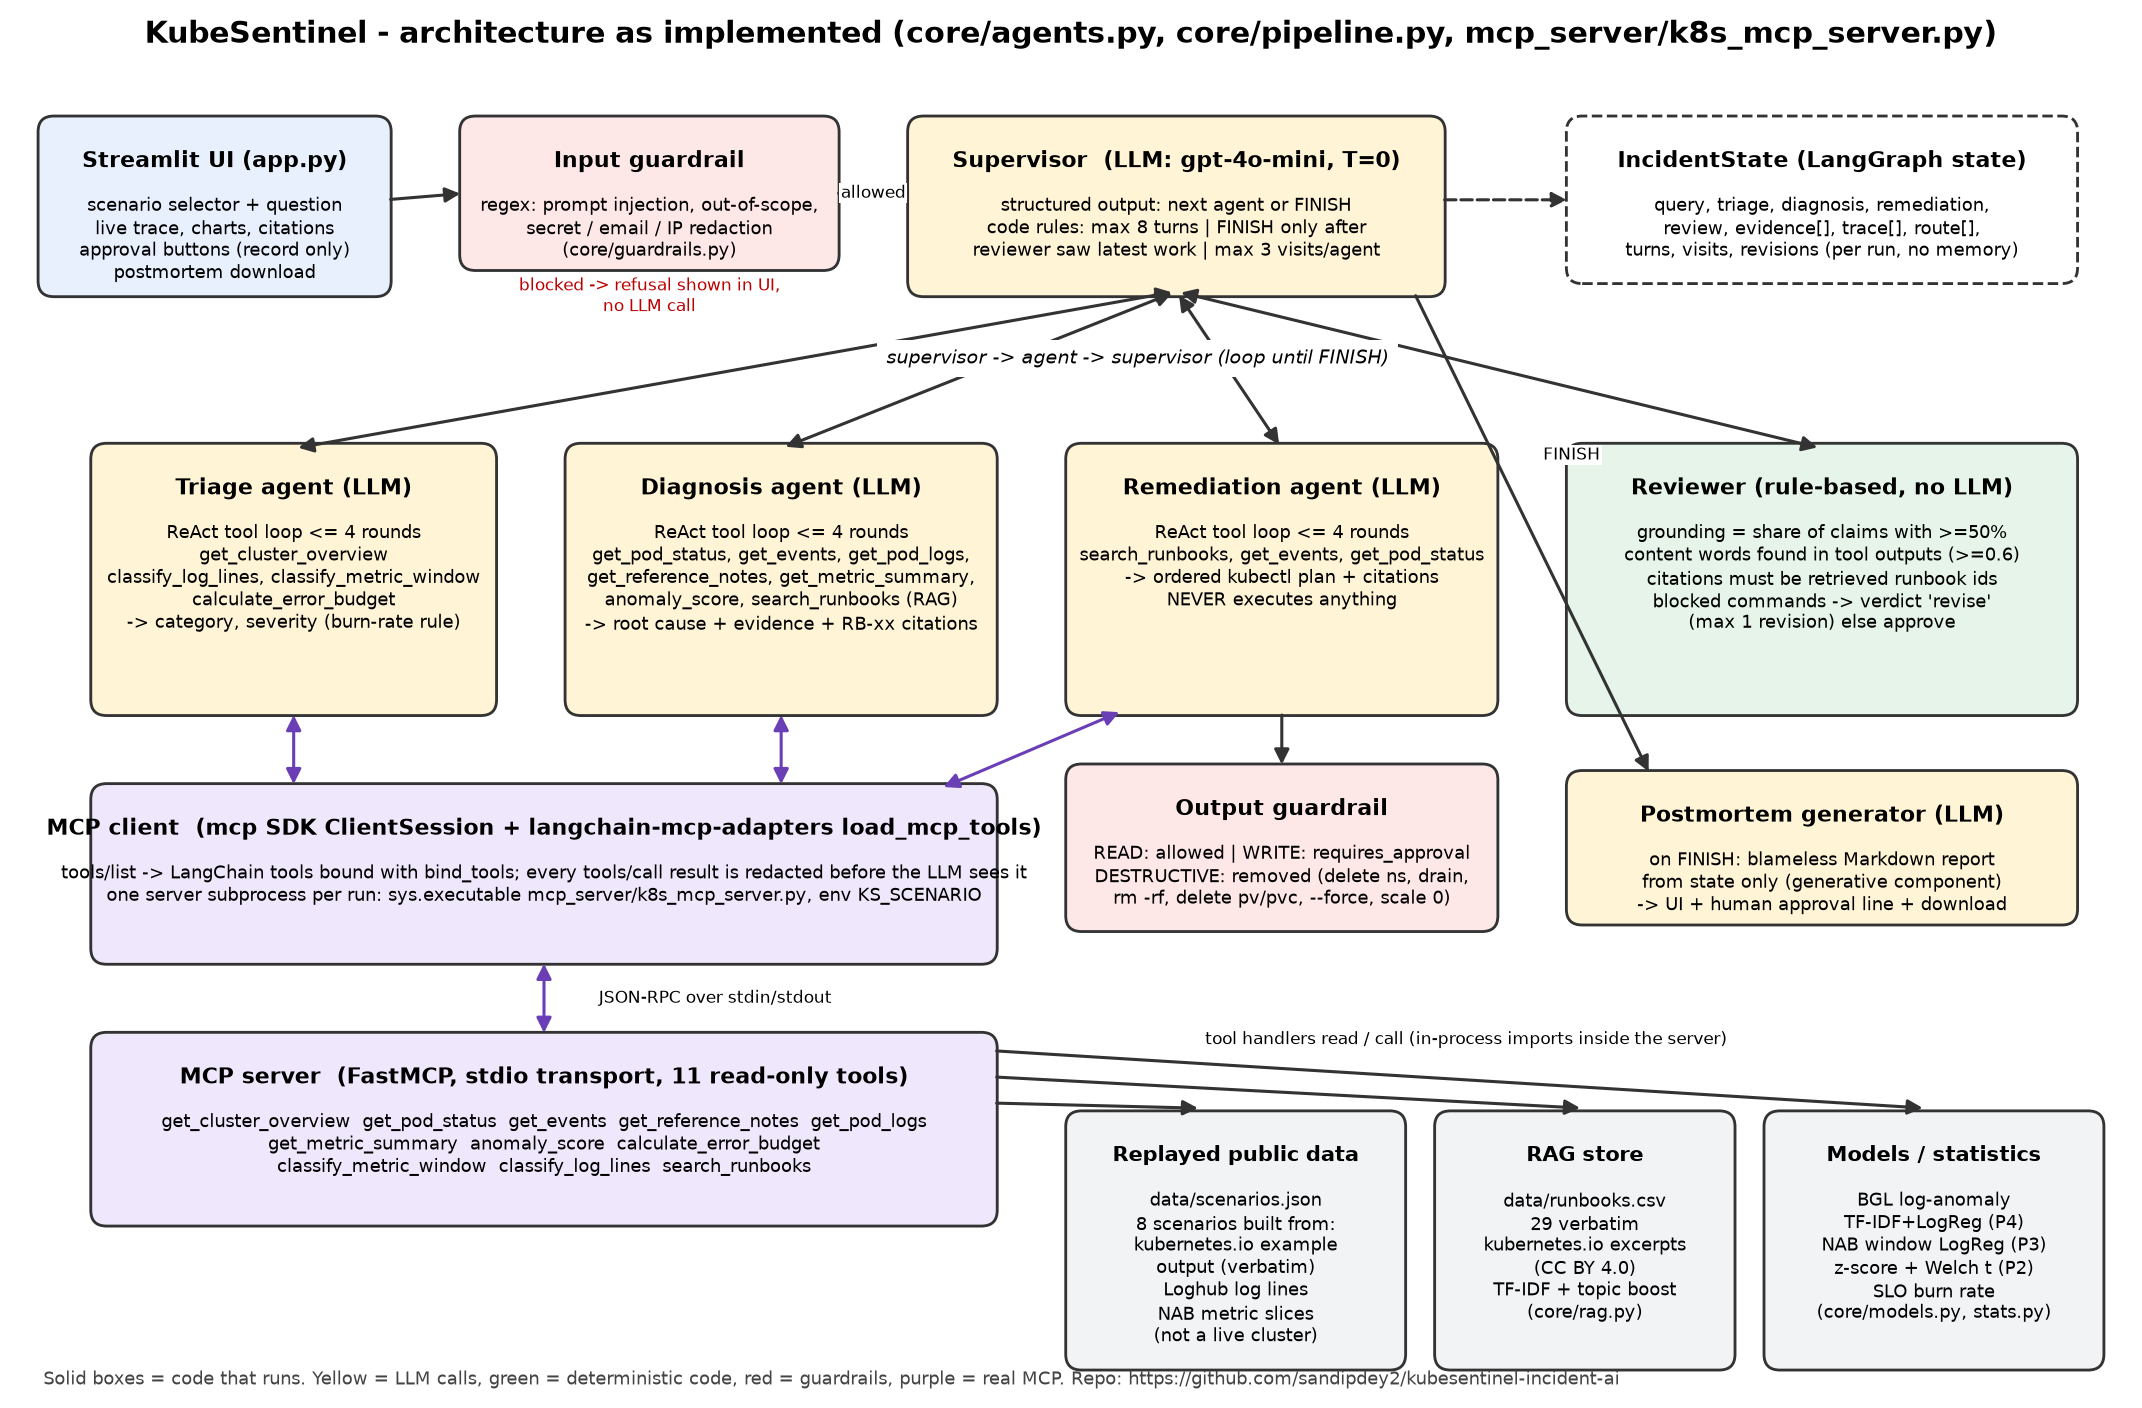 KubeSentinel - architecture as implemented (core/agents.py, core/pipeline.py, mcp_server/k8s_mcp_server.py)
Streamlit UI (app.py)
scenario selector + question
live trace, charts, citations
approval buttons (record only)
postmortem download
Input guardrail
regex: prompt injection, out-of-scope,
secret / email / IP redaction
(core/guardrails.py)
blocked -> refusal shown in UI,
no LLM call
allowed
Supervisor  (LLM: gpt-4o-mini, T=0)
structured output: next agent or FINISH
code rules: max 8 turns | FINISH only after
reviewer saw latest work | max 3 visits/agent
IncidentState (LangGraph state)
query, triage, diagnosis, remediation,
review, evidence[], trace[], route[],
turns, visits, revisions (per run, no memory)
supervisor -> agent -> supervisor (loop until FINISH)
FINISH
Triage agent (LLM)
ReAct tool loop <= 4 rounds
get_cluster_overview
classify_log_lines, classify_metric_window
calculate_error_budget
-> category, severity (burn-rate rule)
Diagnosis agent (LLM)
ReAct tool loop <= 4 rounds
get_pod_status, get_events, get_pod_logs,
get_reference_notes, get_metric_summary,
anomaly_score, search_runbooks (RAG)
-> root cause + evidence + RB-xx citations
Remediation agent (LLM)
ReAct tool loop <= 4 rounds
search_runbooks, get_events, get_pod_status
-> ordered kubectl plan + citations
NEVER executes anything
Reviewer (rule-based, no LLM)
grounding = share of claims with >=50%
content words found in tool outputs (>=0.6)
citations must be retrieved runbook ids
blocked commands -> verdict 'revise'
(max 1 revision) else approve
MCP client  (mcp SDK ClientSession + langchain-mcp-adapters load_mcp_tools)
tools/list -> LangChain tools bound with bind_tools; every tools/call result is redacted before the LLM sees it
one server subprocess per run: sys.executable mcp_server/k8s_mcp_server.py, env KS_SCENARIO
Output guardrail
READ: allowed | WRITE: requires_approval
DESTRUCTIVE: removed (delete ns, drain,
rm -rf, delete pv/pvc, --force, scale 0)
Postmortem generator (LLM)
on FINISH: blameless Markdown report
from state only (generative component)
-> UI + human approval line + download
JSON-RPC over stdin/stdout
MCP server  (FastMCP, stdio transport, 11 read-only tools)
get_cluster_overview  get_pod_status  get_events  get_reference_notes  get_pod_logs
get_metric_summary  anomaly_score  calculate_error_budget
classify_metric_window  classify_log_lines  search_runbooks
tool handlers read / call (in-process imports inside the server)
Replayed public data
data/scenarios.json
8 scenarios built from:
kubernetes.io example
output (verbatim)
Loghub log lines
NAB metric slices
(not a live cluster)
RAG store
data/runbooks.csv
29 verbatim
kubernetes.io excerpts
(CC BY 4.0)
TF-IDF + topic boost
(core/rag.py)
Models / statistics
BGL log-anomaly
TF-IDF+LogReg (P4)
NAB window LogReg (P3)
z-score + Welch t (P2)
SLO burn rate
(core/models.py, stats.py)
Solid boxes = code that runs. Yellow = LLM calls, green = deterministic code, red = guardrails, purple = real MCP. Repo: https://github.com/sandipdey2/kubesentinel-incident-ai